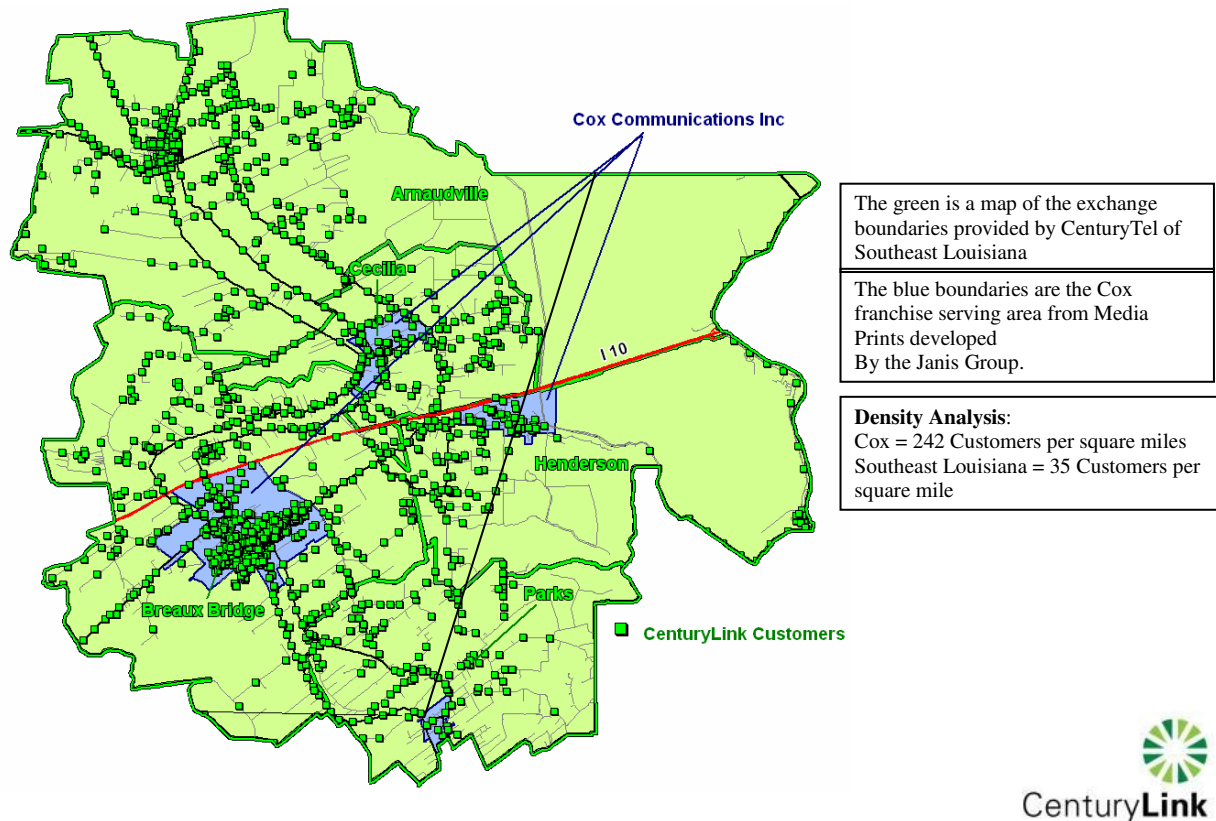 Cox Communications Inc
Arnaudville
Cecilia
I 10
Henderson
Breaux Bridge
Parks
CenturyLink Customers
The green is a map of the exchange
boundaries provided by CenturyTel of
Southeast Louisiana
The blue boundaries are the Cox
franchise serving area from Media
Prints developed
By the Janis Group.
Density Analysis:
Cox = 242 Customers per square miles
Southeast Louisiana = 35 Customers per
square mile
CenturyLink